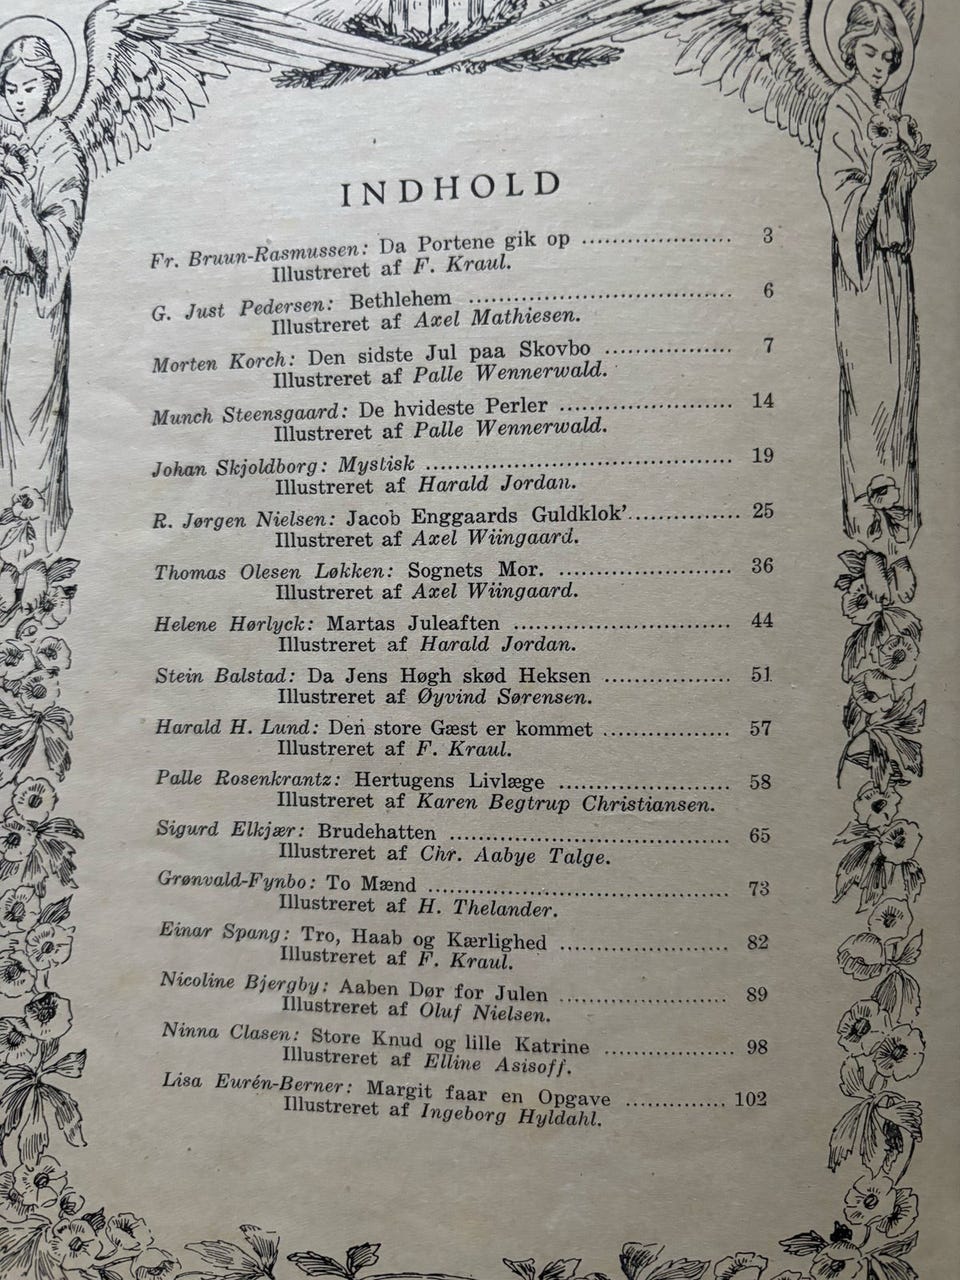 INDHOLD
Fr. Bruun-Rasmussen: Da Portene gik op .................... 3
Illustreret af F. Kraul.
G. Just Pedersen: Bethlehem .................... 6
Illustreret af Axel Mathiesen.
Morten Korch: Den sidste Jul paa Skovbo .................... 7
Illustreret af Palle Wennerwald.
Munch Steensgaard: De hvideste Perler .................... 14
Illustreret af Palle Wennerwald.
Johan Skjoldborg: Mystisk .................... 19
Illustreret af Harald Jordan.
R. Jørgen Nielsen: Jacob Enggaards Guldklok'.................... 25
Illustreret af Axel Wiingaard.
Thomas Olesen Løkken: Sognets Mor. .................... 36
Illustreret af Axel Wiingaard.
Helene Hørlyck: Martas Juleaften .................... 44
Illustreret af Harald Jordan.
Stein Balstad: Da Jens Høgh skød Heksen .................... 51
Illustreret af Øyvind Sørensen.
Harald H. Lund: Den store Gæst er kommet .................... 57
Illustreret af F. Kraul.
Palle Rosenkrantz: Hertugens Livlæge .................... 58
Illustreret af Karen Begtrup Christiansen.
Sigurd Elkjær: Brudehatten .................... 65
Illustreret af Chr. Aabye Talge.
Grønvald-Fynbo: To Mænd .................... 73
Illustreret af H. Thelander.
Einar Spang: Tro, Haab og Kærlighed .................... 82
Illustreret af F. Kraul.
Nicoline Bjergby: Aaben Dør for Julen .................... 89
Illustreret af Oluf Nielsen.
Ninna Clasen: Store Knud og lille Katrine .................... 98
Illustreret af Elline Asisoff.
Lisa Eurén-Berner: Margit faar en Opgave .................... 102
Illustreret af Ingeborg Hyldahl.